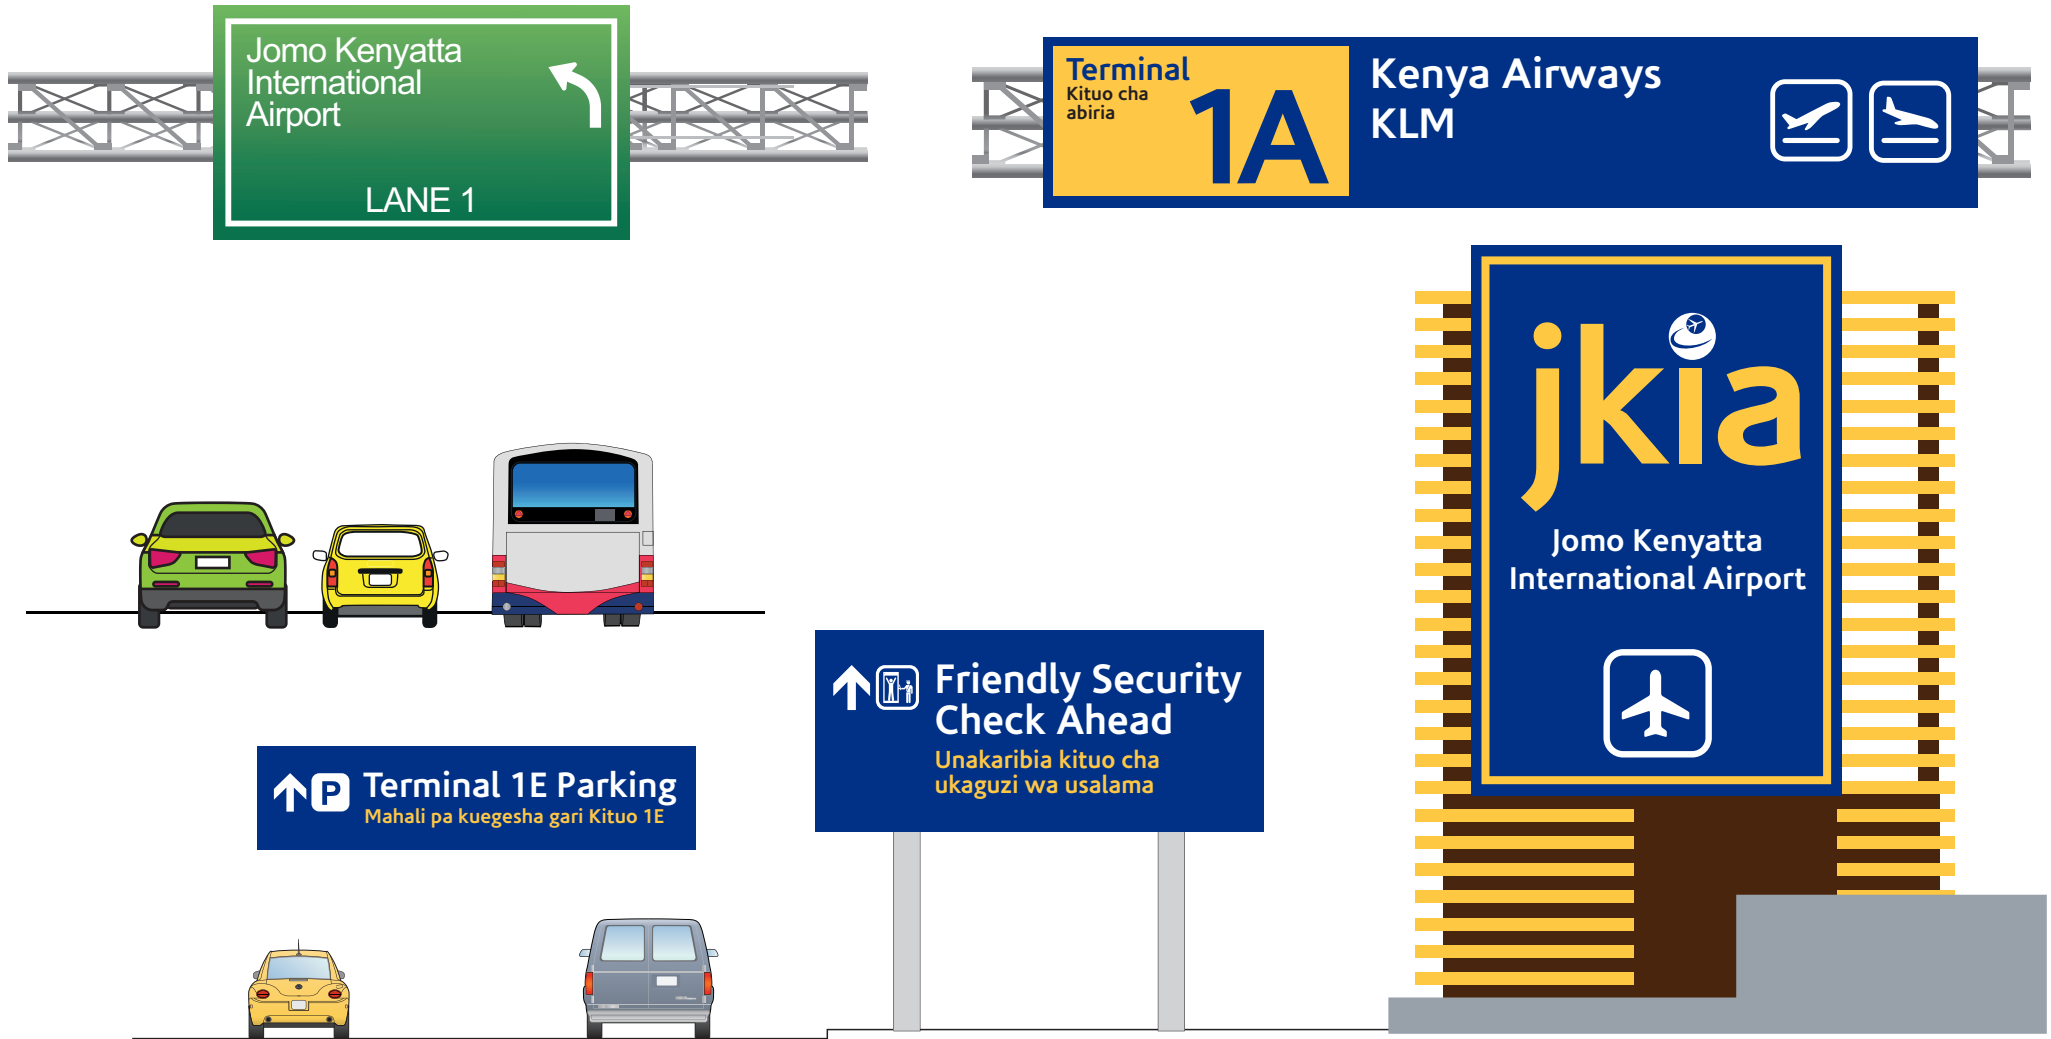 Jomo Kenyatta
International
Airport
LANE 1
Terminal
Kituo cha
abiria
1A
Kenya Airways
KLM
jkia
Jomo Kenyatta
International Airport
Friendly Security
Check Ahead
Unakaribia kituo cha
ukaguzi wa usalama
P
Terminal 1E Parking
Mahali pa kuegesha gari Kituo 1E